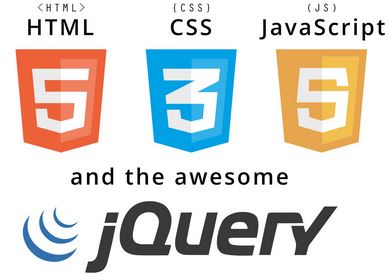 <HTML> {CSS} (JS)
HTML CSS JavaScript
5 3 5
and the awesome
jQuery